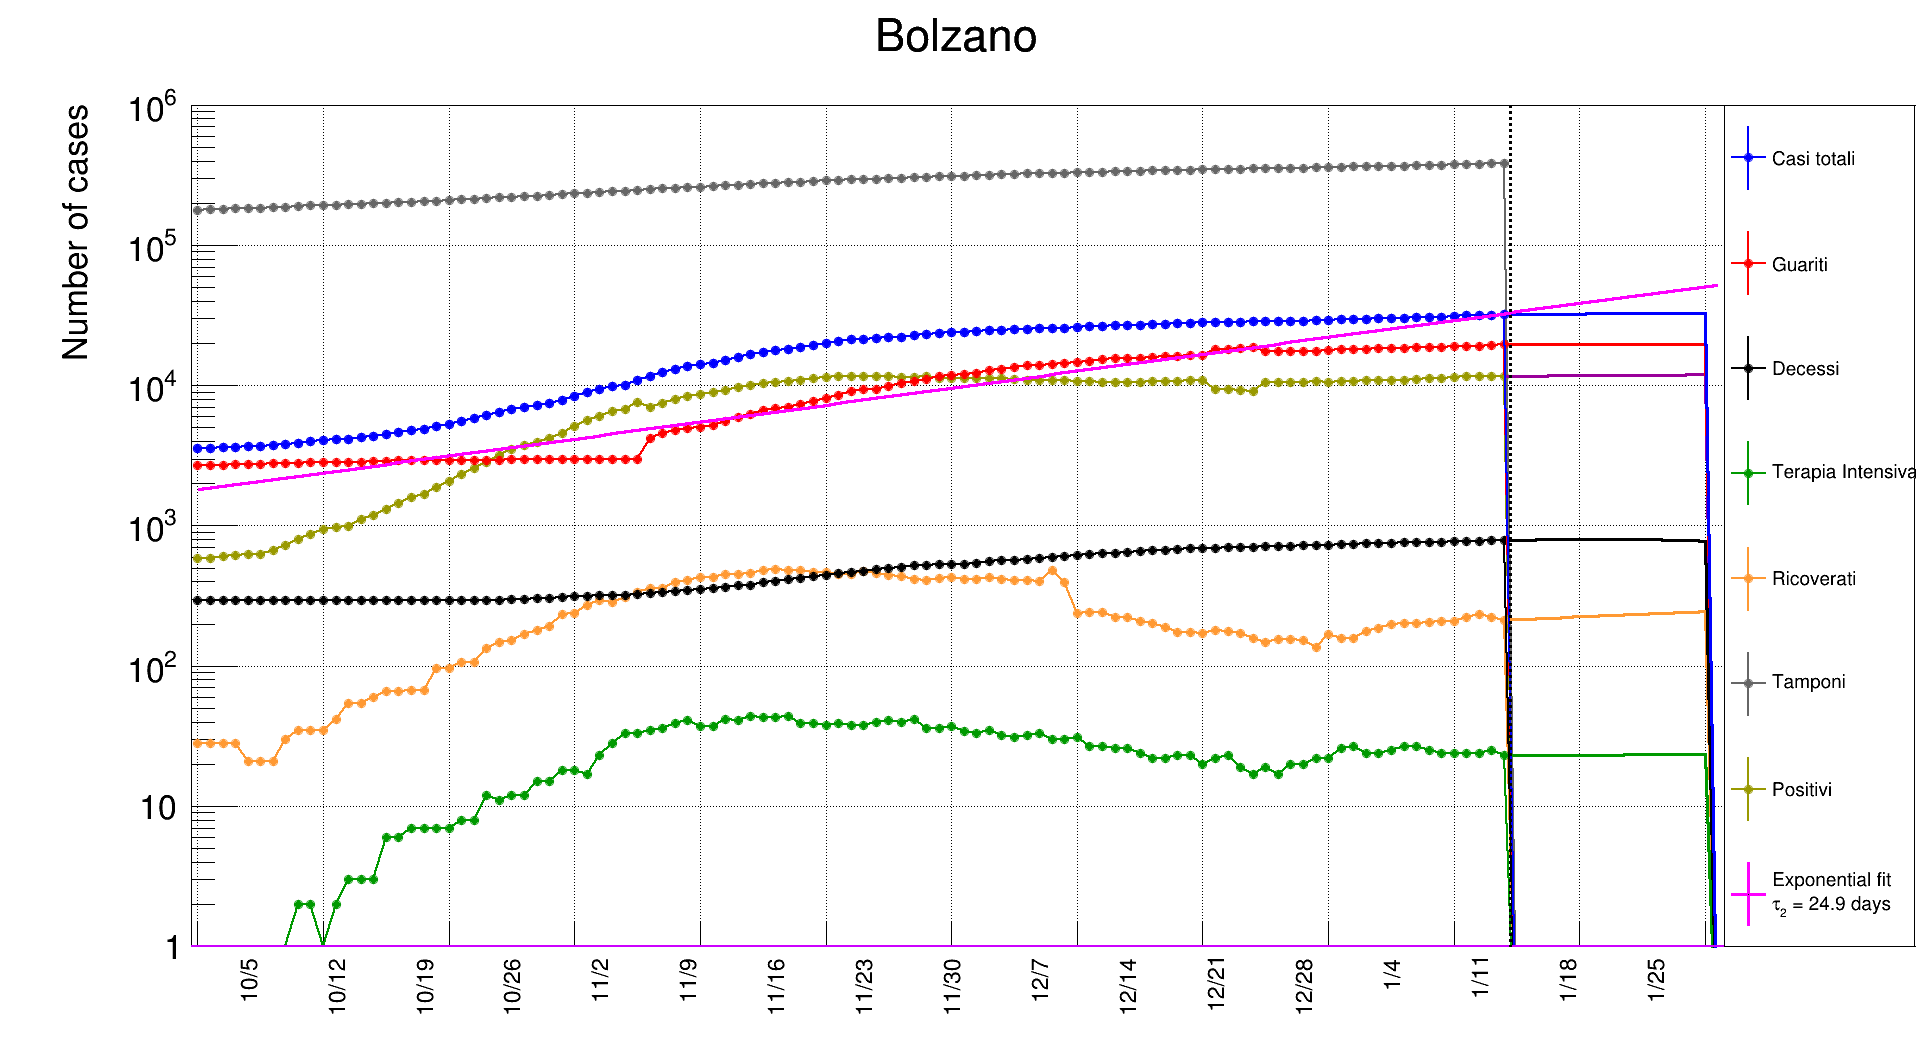 Bolzano
Number of cases
10^6
10^5
10^4
10^3
10^2
10
1
10/5
10/12
10/19
10/26
11/2
11/9
11/16
11/23
11/30
12/7
12/14
12/21
12/28
1/4
1/11
1/18
1/25
Casi totali
Guariti
Decessi
Terapia Intensiva
Ricoverati
Tamponi
Positivi
Exponential fit
τ_2 = 24.9 days